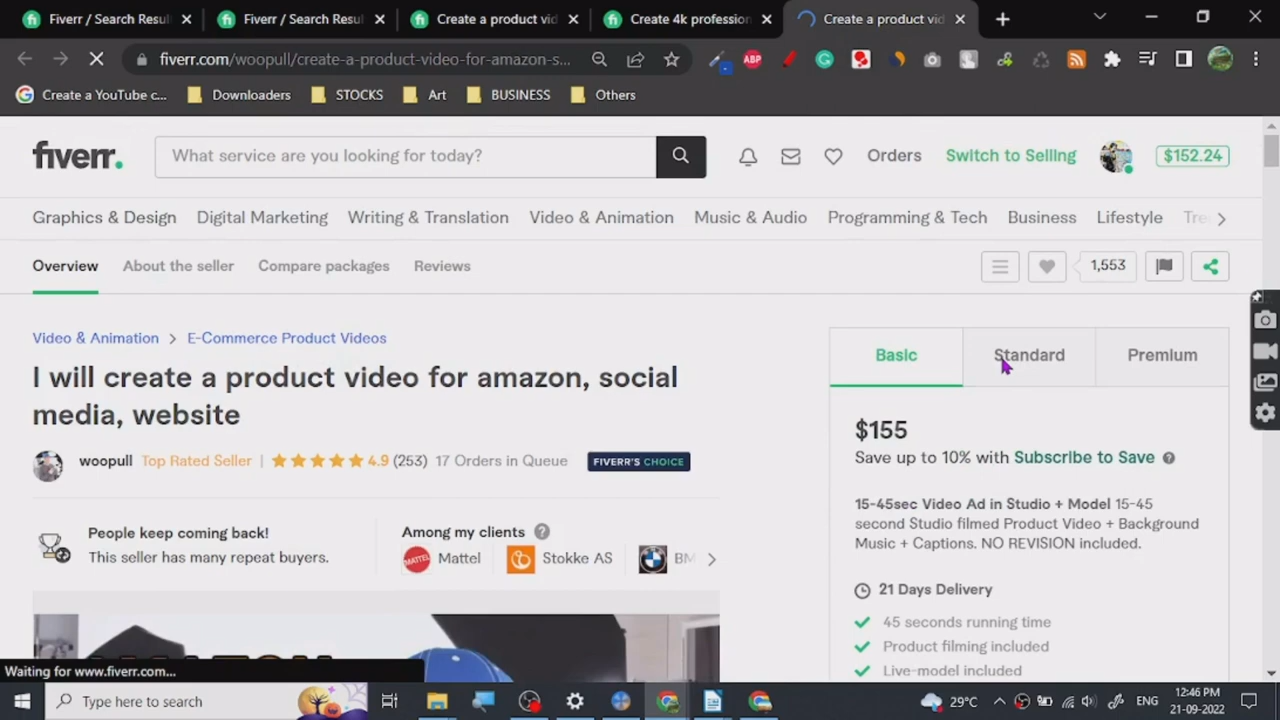 Fiverr / Search Resul
Fiverr / Search Resul
Create a product vid
Create 4k profession
Create a product vid
fiverr.com/woopull/create-a-product-video-for-amazon-s...
ABP
Create a YouTube c...
Downloaders
STOCKS
Art
BUSINESS
Others
fiverr.
What service are you looking for today?
Orders
Switch to Selling
$152.24
Graphics & Design
Digital Marketing
Writing & Translation
Video & Animation
Music & Audio
Programming & Tech
Business
Lifestyle
Tre
Overview
About the seller
Compare packages
Reviews
1,553
Video & Animation > E-Commerce Product Videos
I will create a product video for amazon, social
media, website
woopull Top Rated Seller | 4.9 (253) 17 Orders in Queue FIVERR'S CHOICE
People keep coming back!
This seller has many repeat buyers.
Among my clients ?
MATTEL Mattel
Stokke AS
BM
Basic
Standard
Premium
$155
Save up to 10% with Subscribe to Save ?
15-45sec Video Ad in Studio + Model 15-45
second Studio filmed Product Video + Background
Music + Captions. NO REVISION included.
21 Days Delivery
45 seconds running time
Product filming included
Live-model included
Waiting for www.fiverr.com...
Type here to search
29°C
ENG
12:46 PM
21-09-2022